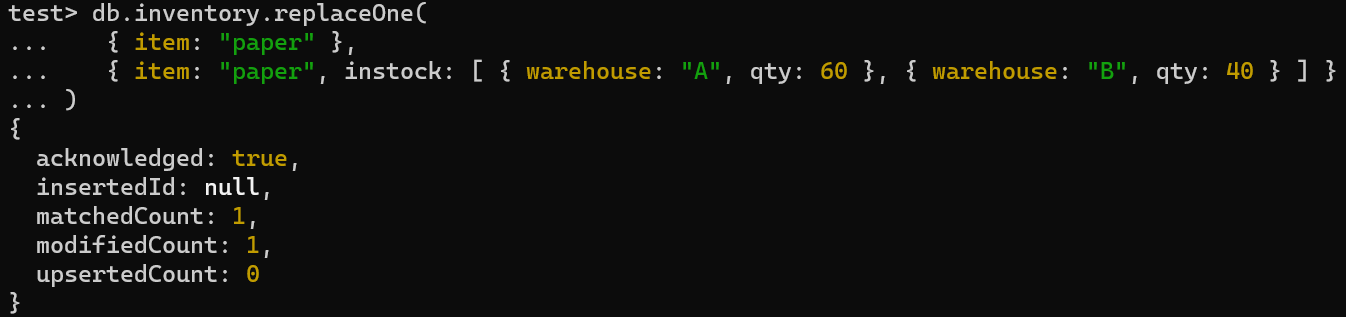 test> db.inventory.replaceOne(
...    { item: "paper" },
...    { item: "paper", instock: [ { warehouse: "A", qty: 60 }, { warehouse: "B", qty: 40 } ] }
... )
{
  acknowledged: true,
  insertedId: null,
  matchedCount: 1,
  modifiedCount: 1,
  upsertedCount: 0
}